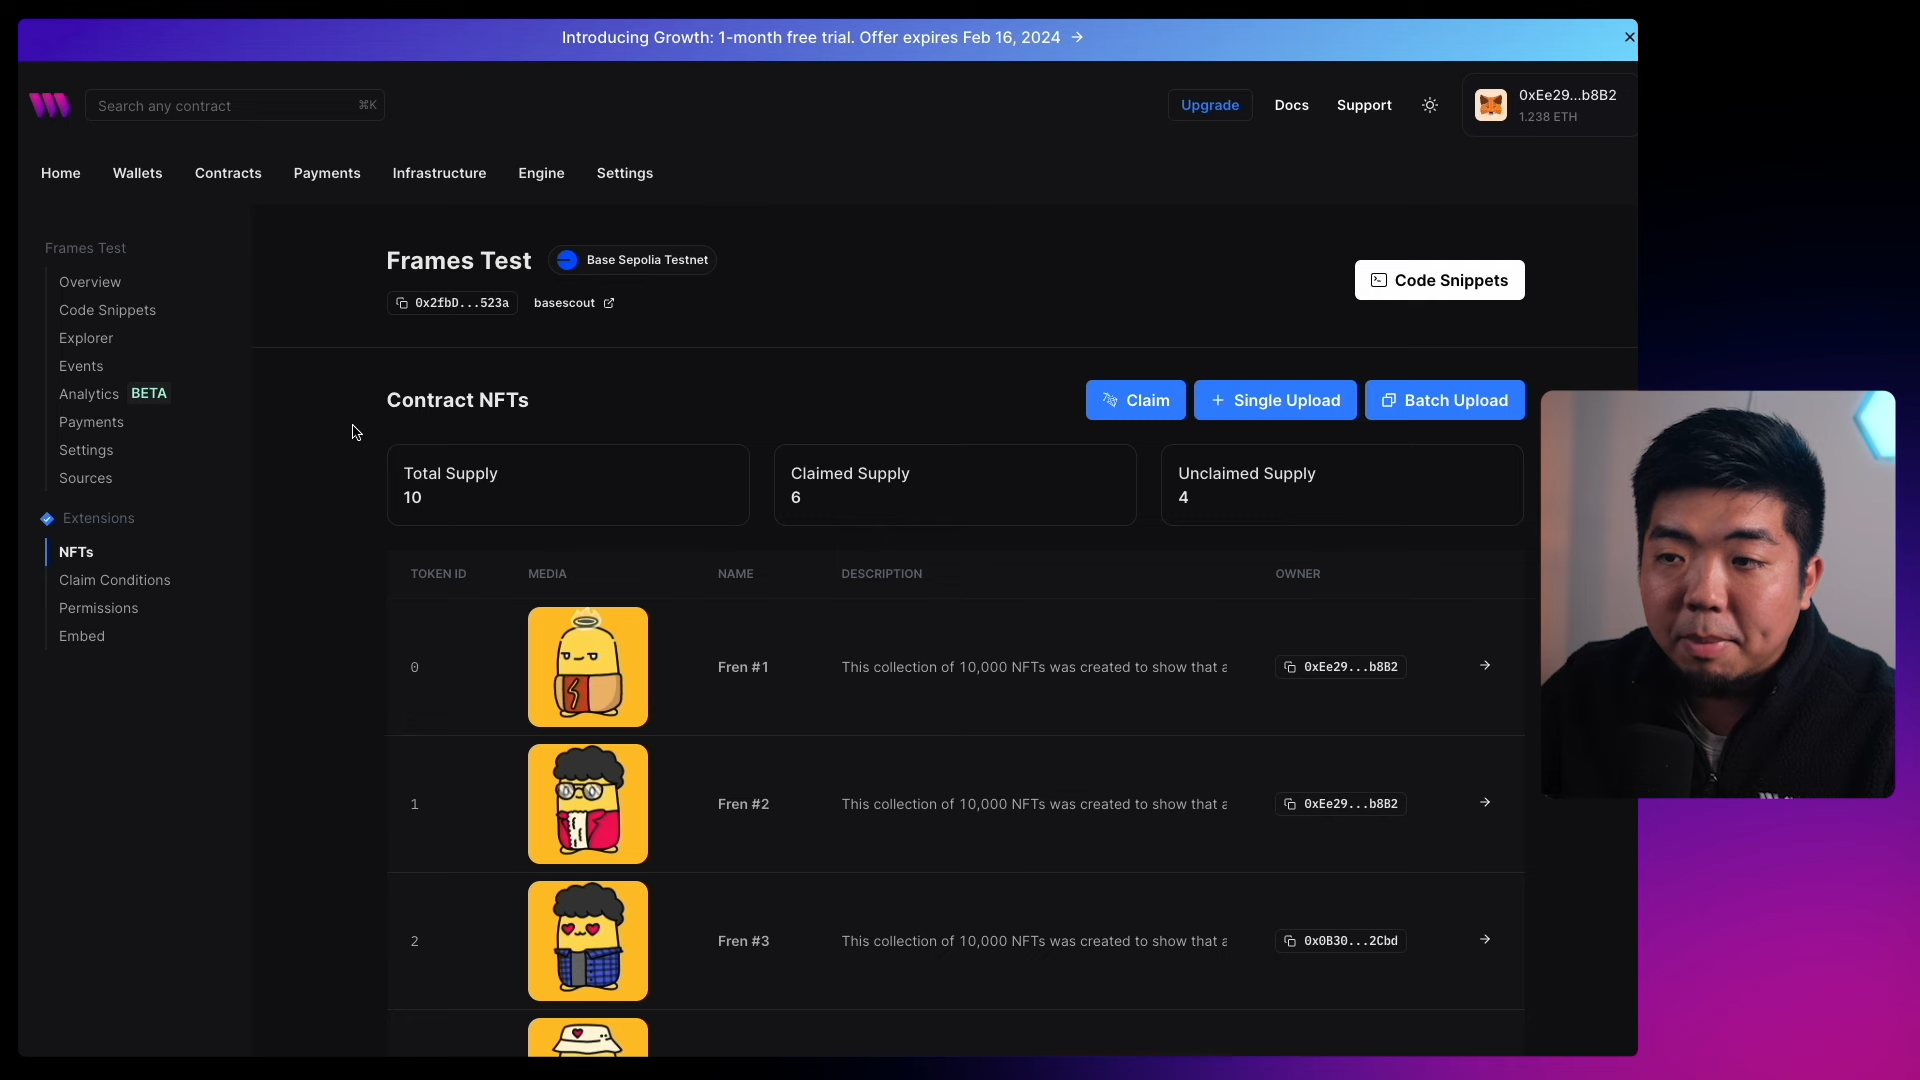 Introducing Growth: 1-month free trial. Offer expires Feb 16, 2024 →
Search any contract ⌘K
Upgrade Docs Support
0xEe29...b8B2
1.238 ETH
Home Wallets Contracts Payments Infrastructure Engine Settings
Frames Test
Overview
Code Snippets
Explorer
Events
Analytics BETA
Payments
Settings
Sources
Extensions
NFTs
Claim Conditions
Permissions
Embed
Frames Test Base Sepolia Testnet
0x2fbD...523a basescout
Code Snippets
Contract NFTs
Claim + Single Upload Batch Upload
Total Supply
10
Claimed Supply
6
Unclaimed Supply
4
TOKEN ID MEDIA NAME DESCRIPTION OWNER
0 Fren #1 This collection of 10,000 NFTs was created to show that a 0xEe29...b8B2 →
1 Fren #2 This collection of 10,000 NFTs was created to show that a 0xEe29...b8B2 →
2 Fren #3 This collection of 10,000 NFTs was created to show that a 0x0B30...2Cbd →